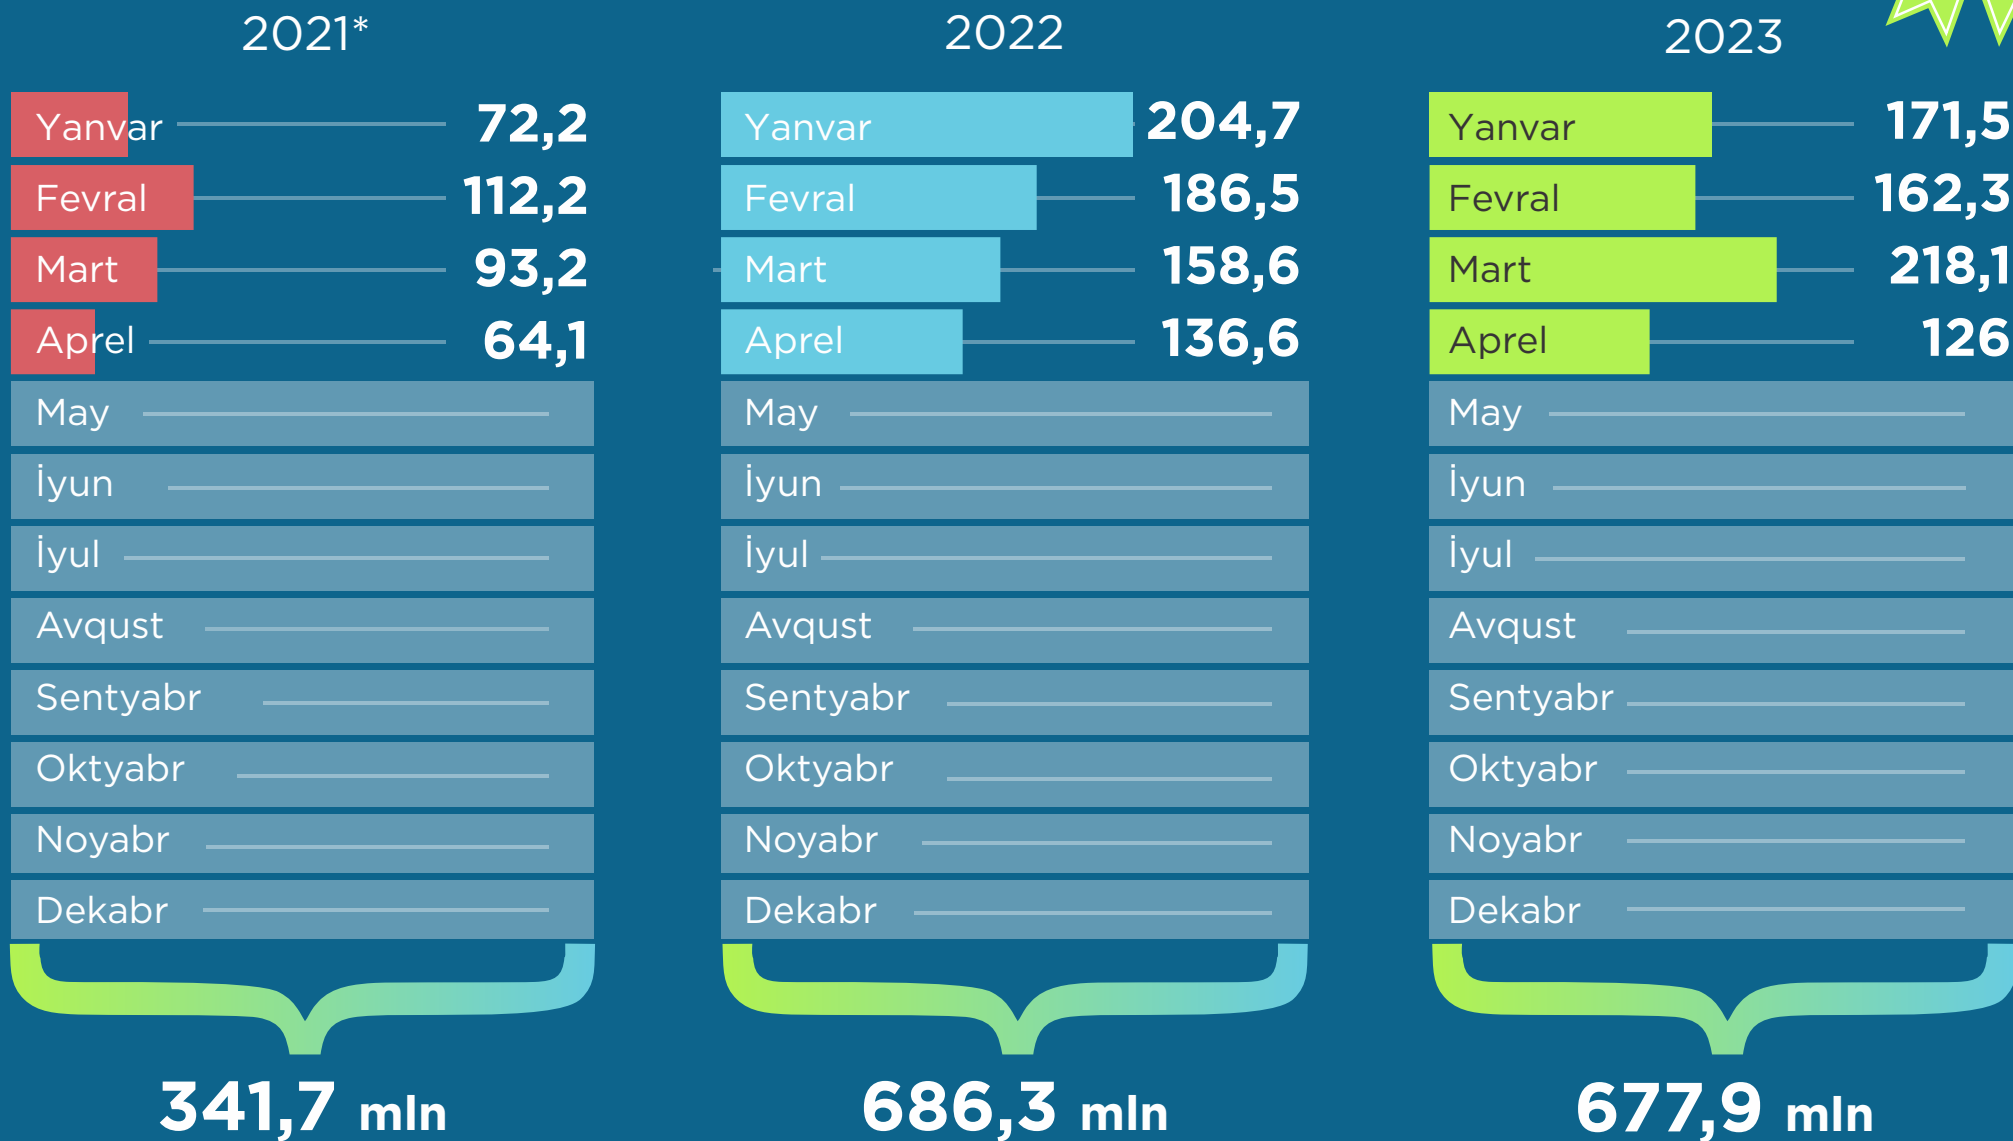 2021*
Yanvar 72,2
Fevral 112,2
Mart 93,2
Aprel 64,1
May
İyun
İyul
Avqust
Sentyabr
Oktyabr
Noyabr
Dekabr
341,7 mln
2022
Yanvar 204,7
Fevral 186,5
Mart 158,6
Aprel 136,6
May
İyun
İyul
Avqust
Sentyabr
Oktyabr
Noyabr
Dekabr
686,3 mln
2023
Yanvar 171,5
Fevral 162,3
Mart 218,1
Aprel 126
May
İyun
İyul
Avqust
Sentyabr
Oktyabr
Noyabr
Dekabr
677,9 mln